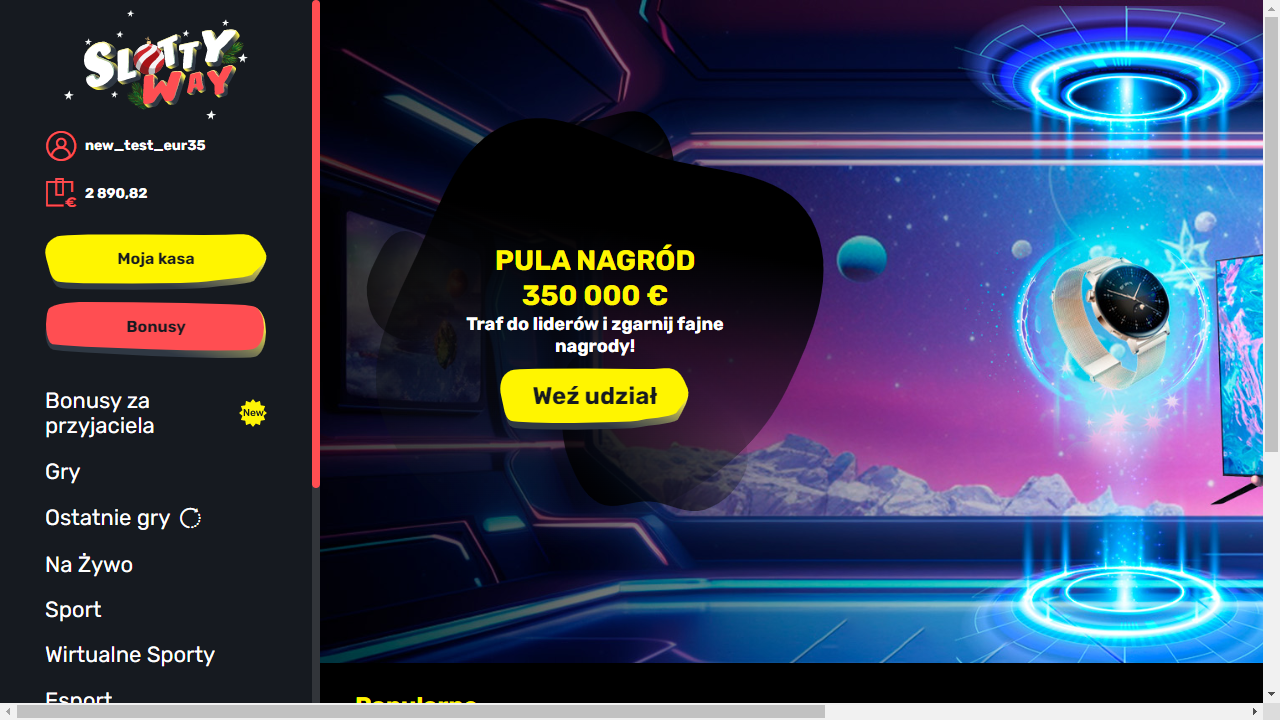 SLOTTY
WAY
new_test_eur35
€ 2 890,82
Moja kasa
Bonusy
Bonusy za
przyjaciela
New
Gry
Ostatnie gry
Na Żywo
Sport
Wirtualne Sporty
Esport
PULA NAGRÓD
350 000 €
Traf do liderów i zgarnij fajne
nagrody!
Weź udział
Popularne